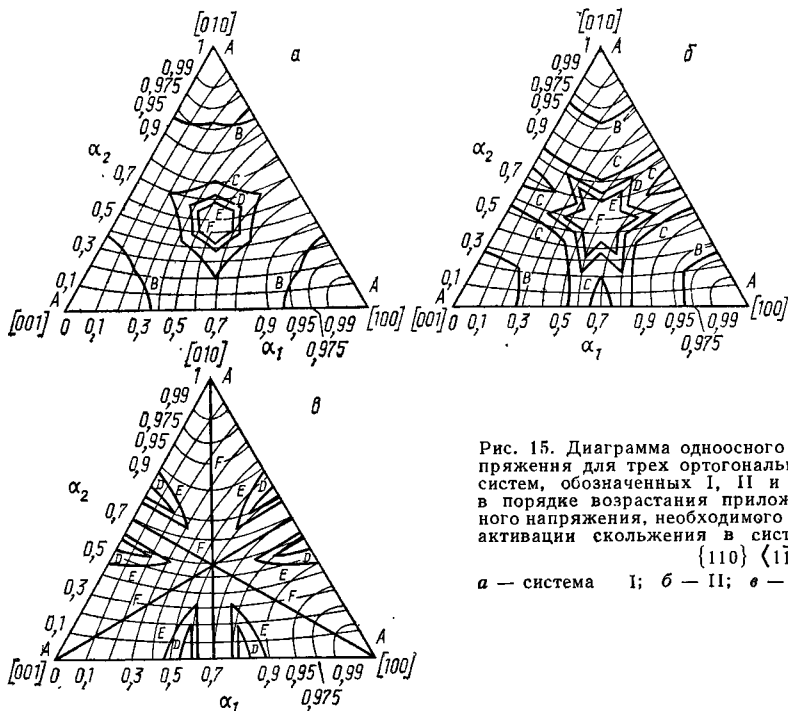 [010]
1 A
а
0,99
0,975
0,95
0,9
B
α2
0,7
C
0,5
D
E
F
0,3
B
B
0,1
A
A
[001] 0 0,1 0,3 0,5 0,7 0,9 0,95 0,99 [100]
α1 0,975
[010]
1 A
б
0,99
0,975
0,95
0,9
B
α2
0,7
C
C C
D
0,5
E
C F C
0,3
B B
0,1
C
A A
[001] 0 0,1 0,3 0,5 0,7 0,9 0,95 0,99 [100]
α1 0,975
[010]
1 A
в
0,99
0,975
0,95
F
0,9
E E
D D
α2
0,7
0,5
F
D D
E E
0,3
F F
0,1
E E
D D
A A
[001] 0 0,1 0,3 0,5 0,7 0,9 0,95 0,99 [100]
α1 0,975
Рис. 15. Диаграмма одноосного
пряжения для трех ортогональ
систем, обозначенных I, II и
в порядке возрастания прилож
ного напряжения, необходимого
активации скольжения в сист
{110} ⟨1
а — система I; б — II; в —